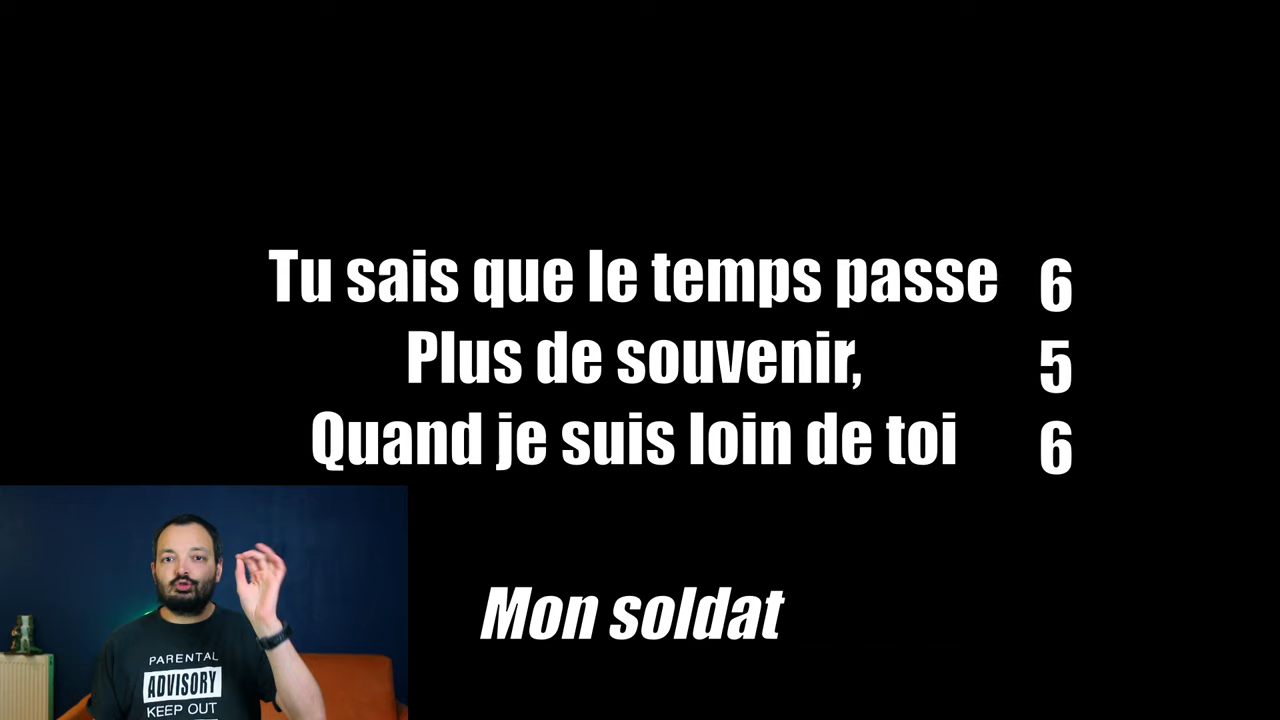 Tu sais que le temps passe 6
Plus de souvenir, 5
Quand je suis loin de toi 6
Mon soldat
PARENTAL
ADVISORY
KEEP OUT